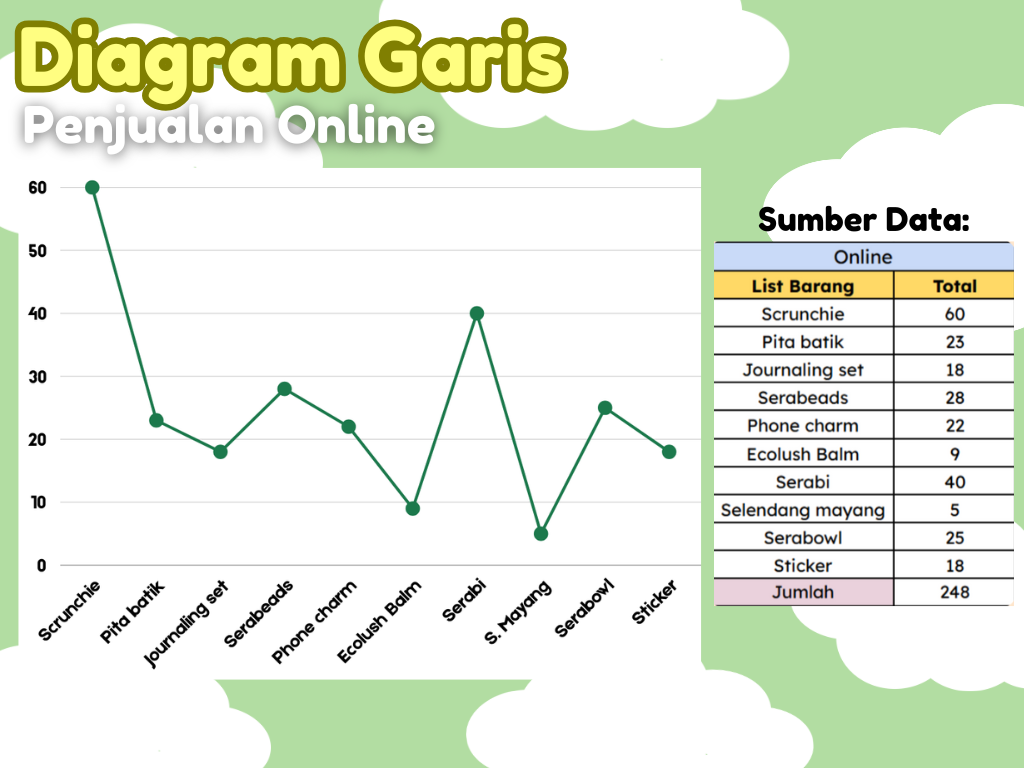 Diagram Garis
Penjualan Online
60
50
40
30
20
10
0
Scrunchie
Pita batik
Journaling set
Serabeads
Phone charm
Ecolush Balm
Serabi
S. Mayang
Serabowl
Sticker
Sumber Data:
Online
List Barang Total
Scrunchie 60
Pita batik 23
Journaling set 18
Serabeads 28
Phone charm 22
Ecolush Balm 9
Serabi 40
Selendang mayang 5
Serabowl 25
Sticker 18
Jumlah 248